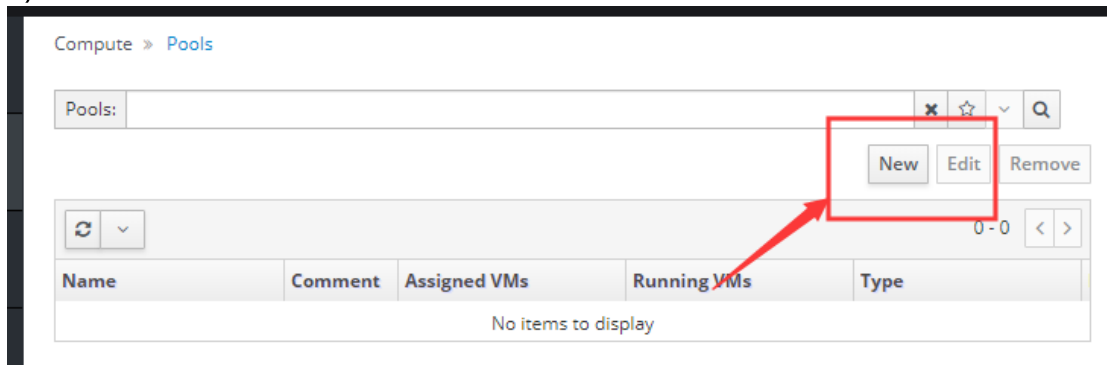 Compute » Pools
Pools:
New Edit Remove
0 - 0
Name Comment Assigned VMs Running VMs Type
No items to display